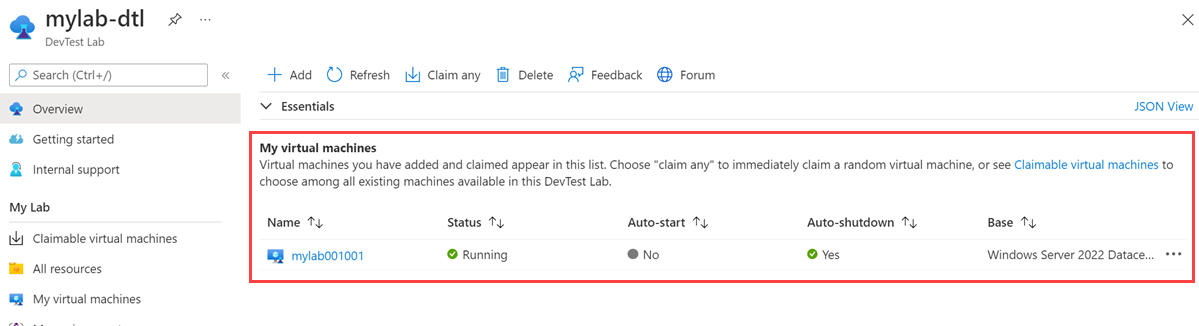 mylab-dtl
DevTest Lab
Search (Ctrl+/)
Overview
Getting started
Internal support
My Lab
Claimable virtual machines
All resources
My virtual machines
Add Refresh Claim any Delete Feedback Forum
Essentials JSON View
My virtual machines
Virtual machines you have added and claimed appear in this list. Choose "claim any" to immediately claim a random virtual machine, or see Claimable virtual machines to
choose among all existing machines available in this DevTest Lab.
Name Status Auto-start Auto-shutdown Base
mylab001001 Running No Yes Windows Server 2022 Datace...